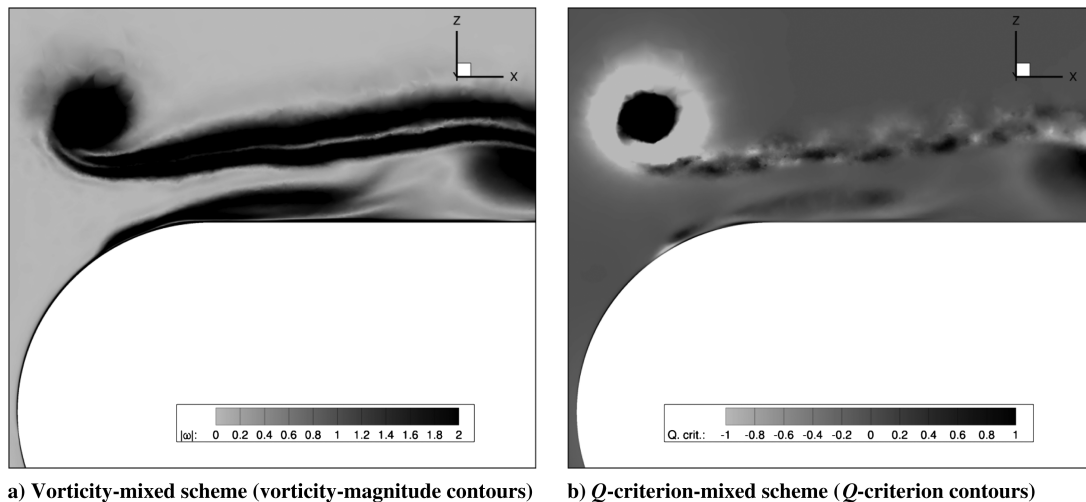 Z
Y
X
|ω|: 0 0.2 0.4 0.6 0.8 1 1.2 1.4 1.6 1.8 2
a) Vorticity-mixed scheme (vorticity-magnitude contours)
Z
Y
X
Q. crit.: -1 -0.8 -0.6 -0.4 -0.2 0 0.2 0.4 0.6 0.8 1
b) Q-criterion-mixed scheme (Q-criterion contours)